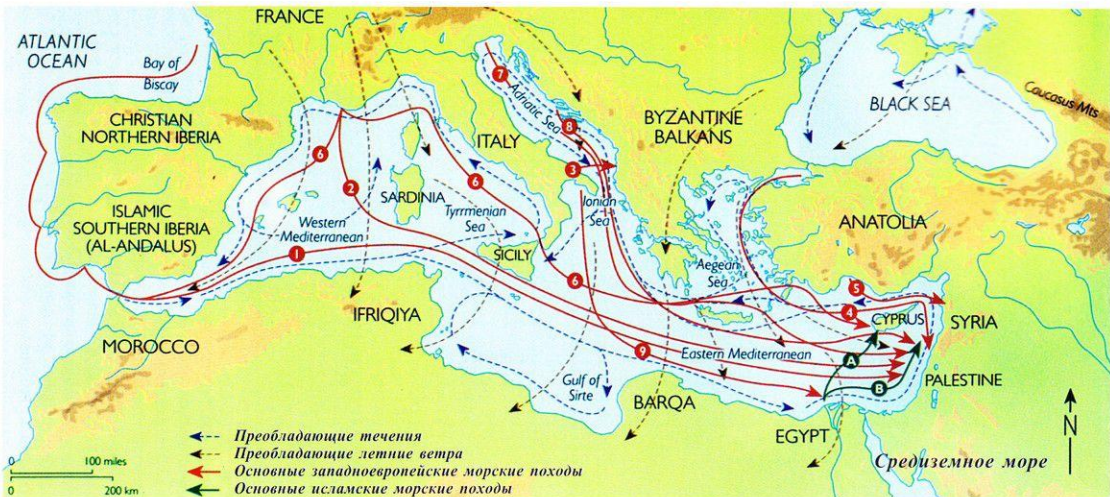 FRANCE
ATLANTIC
OCEAN
Bay of
Biscay
CHRISTIAN
NORTHERN IBERIA
ISLAMIC
SOUTHERN IBERIA
(AL-ANDALUS)
MOROCCO
Western
Mediterranean
SARDINIA
ITALY
Adriatic Sea
Tyrrmenian
Sea
SICILY
IFRIQIYA
Ionian
Sea
BYZANTINE
BALKANS
BLACK SEA
Caucasus Mts
ANATOLIA
Aegean
Sea
CYPRUS
SYRIA
Eastern Mediterranean
PALESTINE
Gulf of
Sirte
BARQA
EGYPT
1
2
3
4
5
6
6
6
7
8
9
A
B
N
Средиземное море
Преобладающие течения
Преобладающие летние ветра
Основные западноевропейские морские походы
Основные исламские морские походы
0 100 miles
0 200 km